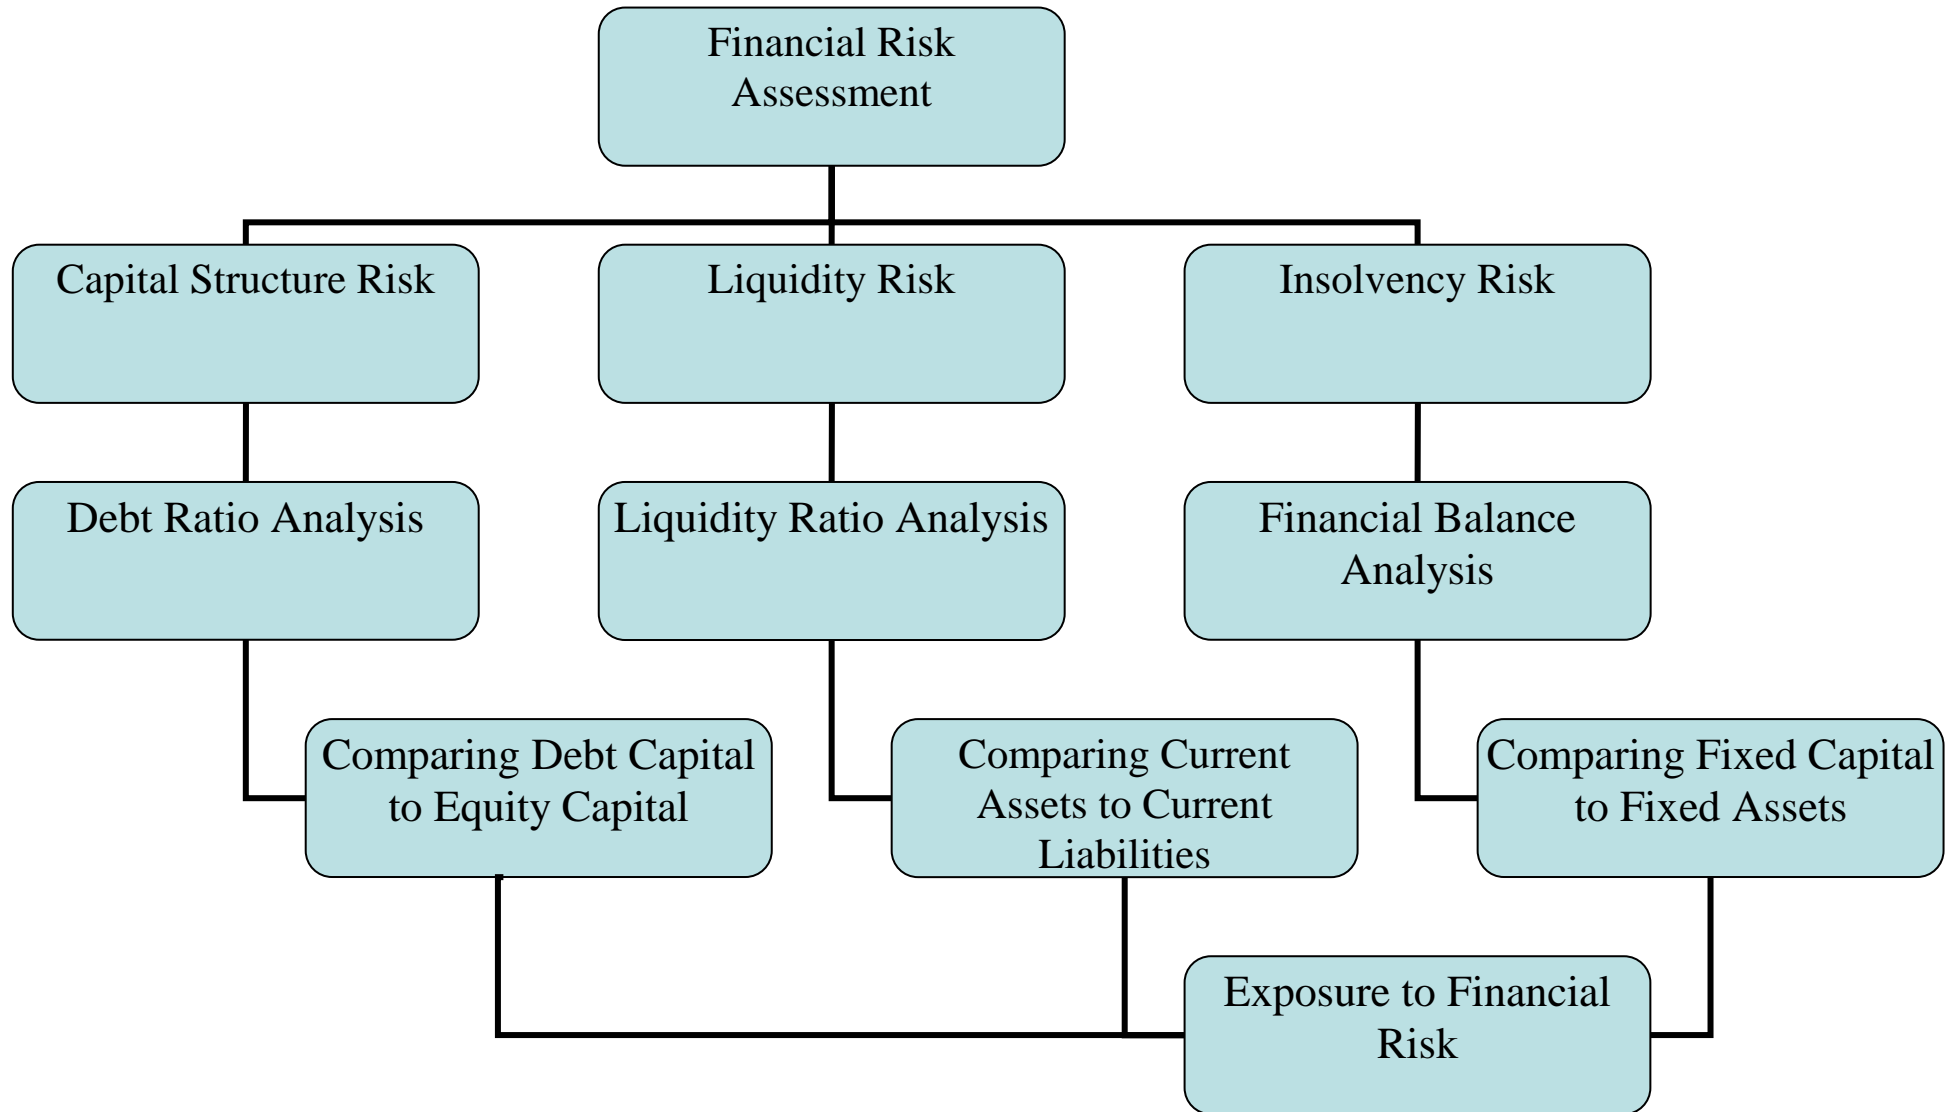 Financial Risk
Assessment
Capital Structure Risk
Liquidity Risk
Insolvency Risk
Debt Ratio Analysis
Liquidity Ratio Analysis
Financial Balance
Analysis
Comparing Debt Capital
to Equity Capital
Comparing Current
Assets to Current
Liabilities
Comparing Fixed Capital
to Fixed Assets
Exposure to Financial
Risk